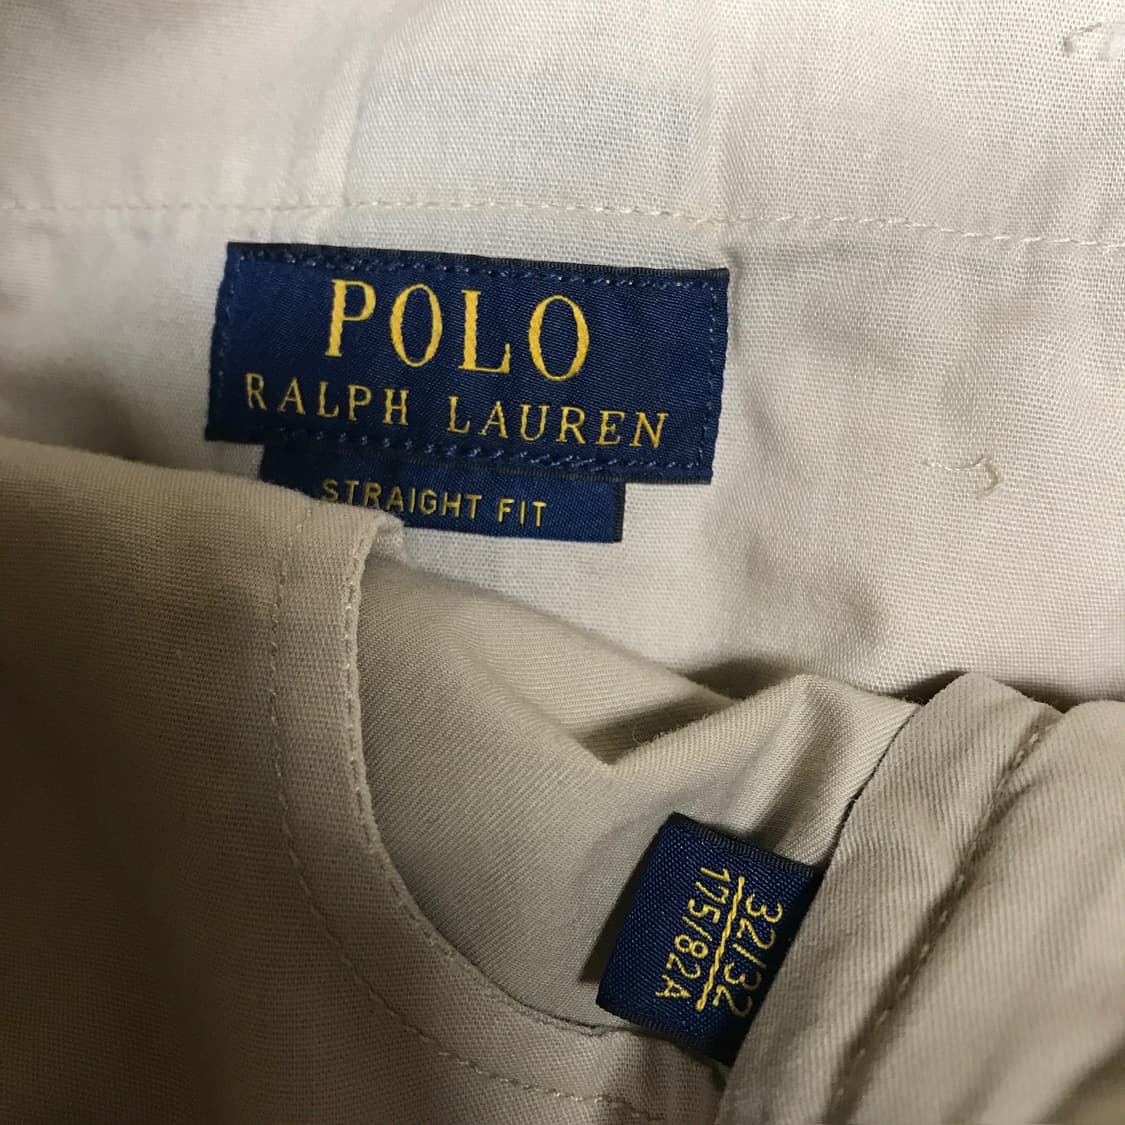 POLO
RALPH LAUREN
STRAIGHT FIT
32/32
175/82A